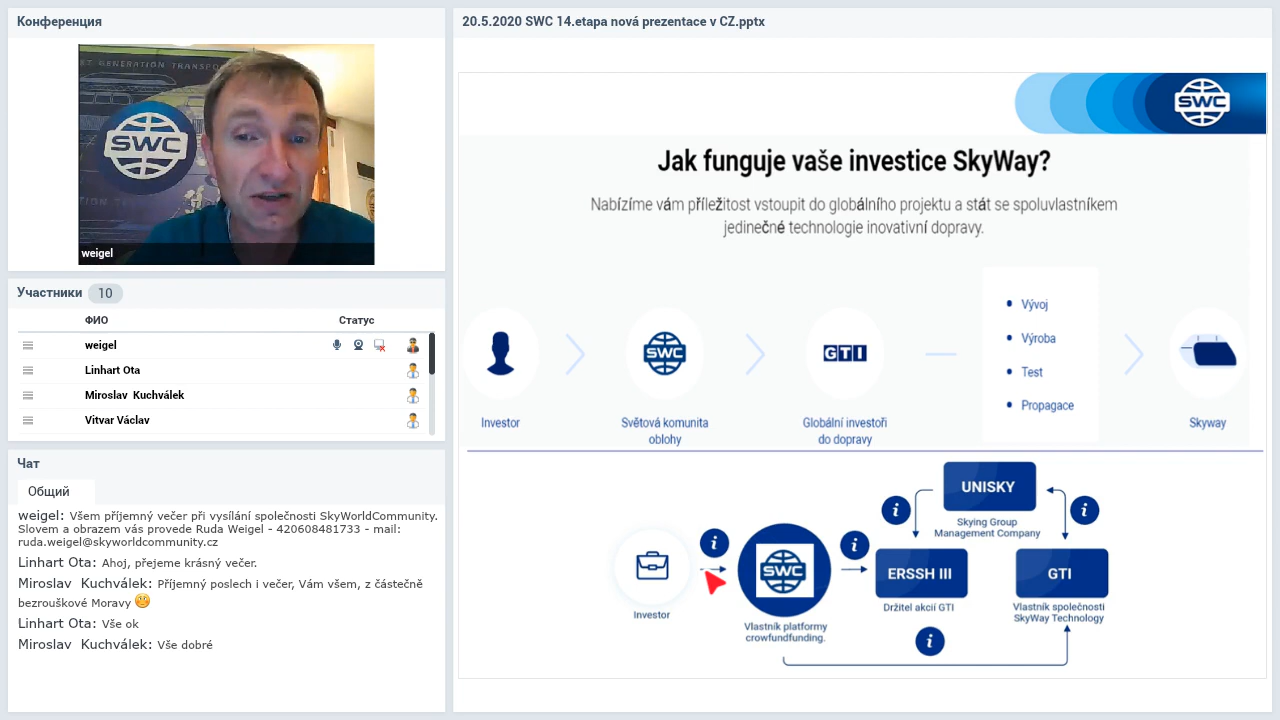 Конференция
NEXT GENERATION TRANSPORT
SWC
weigel
Участники 10
ФИО Статус
weigel
Linhart Ota
Miroslav Kuchválek
Vitvar Václav
Чат
Общий
weigel: Všem příjemný večer při vysílání společnosti SkyWorldCommunity.
Slovem a obrazem vás provede Ruda Weigel - 420608481733 - mail:
ruda.weigel@skyworldcommunity.cz
Linhart Ota: Ahoj, přejeme krásný večer.
Miroslav Kuchválek: Příjemný poslech i večer, Vám všem, z částečně
bezrouškové Moravy
Linhart Ota: Vše ok
Miroslav Kuchválek: Vše dobré
20.5.2020 SWC 14.etapa nová prezentace v CZ.pptx
SWC
Jak funguje vaše investice SkyWay?
Nabízíme vám příležitost vstoupit do globálního projektu a stát se spoluvlastníkem
jedinečné technologie inovativní dopravy.
Investor
SWC
Světová komunita
oblohy
GTI
Globální investoři
do dopravy
Vývoj
Výroba
Test
Propagace
Skyway
Investor
i
SWC
Vlastník platformy
crowfundfunding.
i
i
UNISKY
Skying Group
Management Company
i
ERSSH III
Držitel akcií GTI
GTI
Vlastník společnosti
SkyWay Technology
i